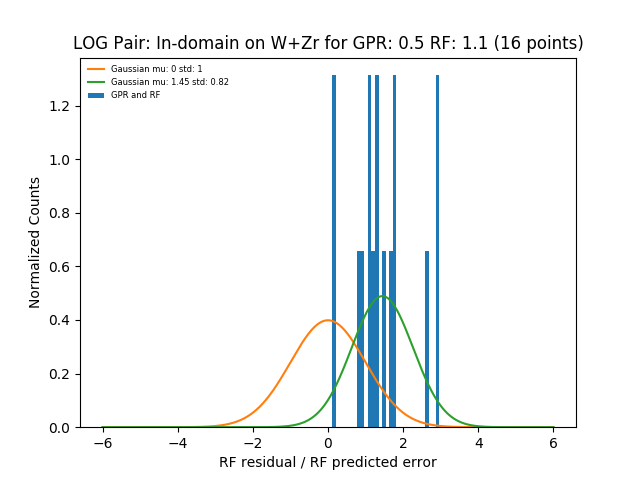 LOG Pair: In-domain on W+Zr for GPR: 0.5 RF: 1.1 (16 points)
Gaussian mu: 0 std: 1
Gaussian mu: 1.45 std: 0.82
GPR and RF
Normalized Counts
1.2
1.0
0.8
0.6
0.4
0.2
0.0
−6 −4 −2 0 2 4 6
RF residual / RF predicted error